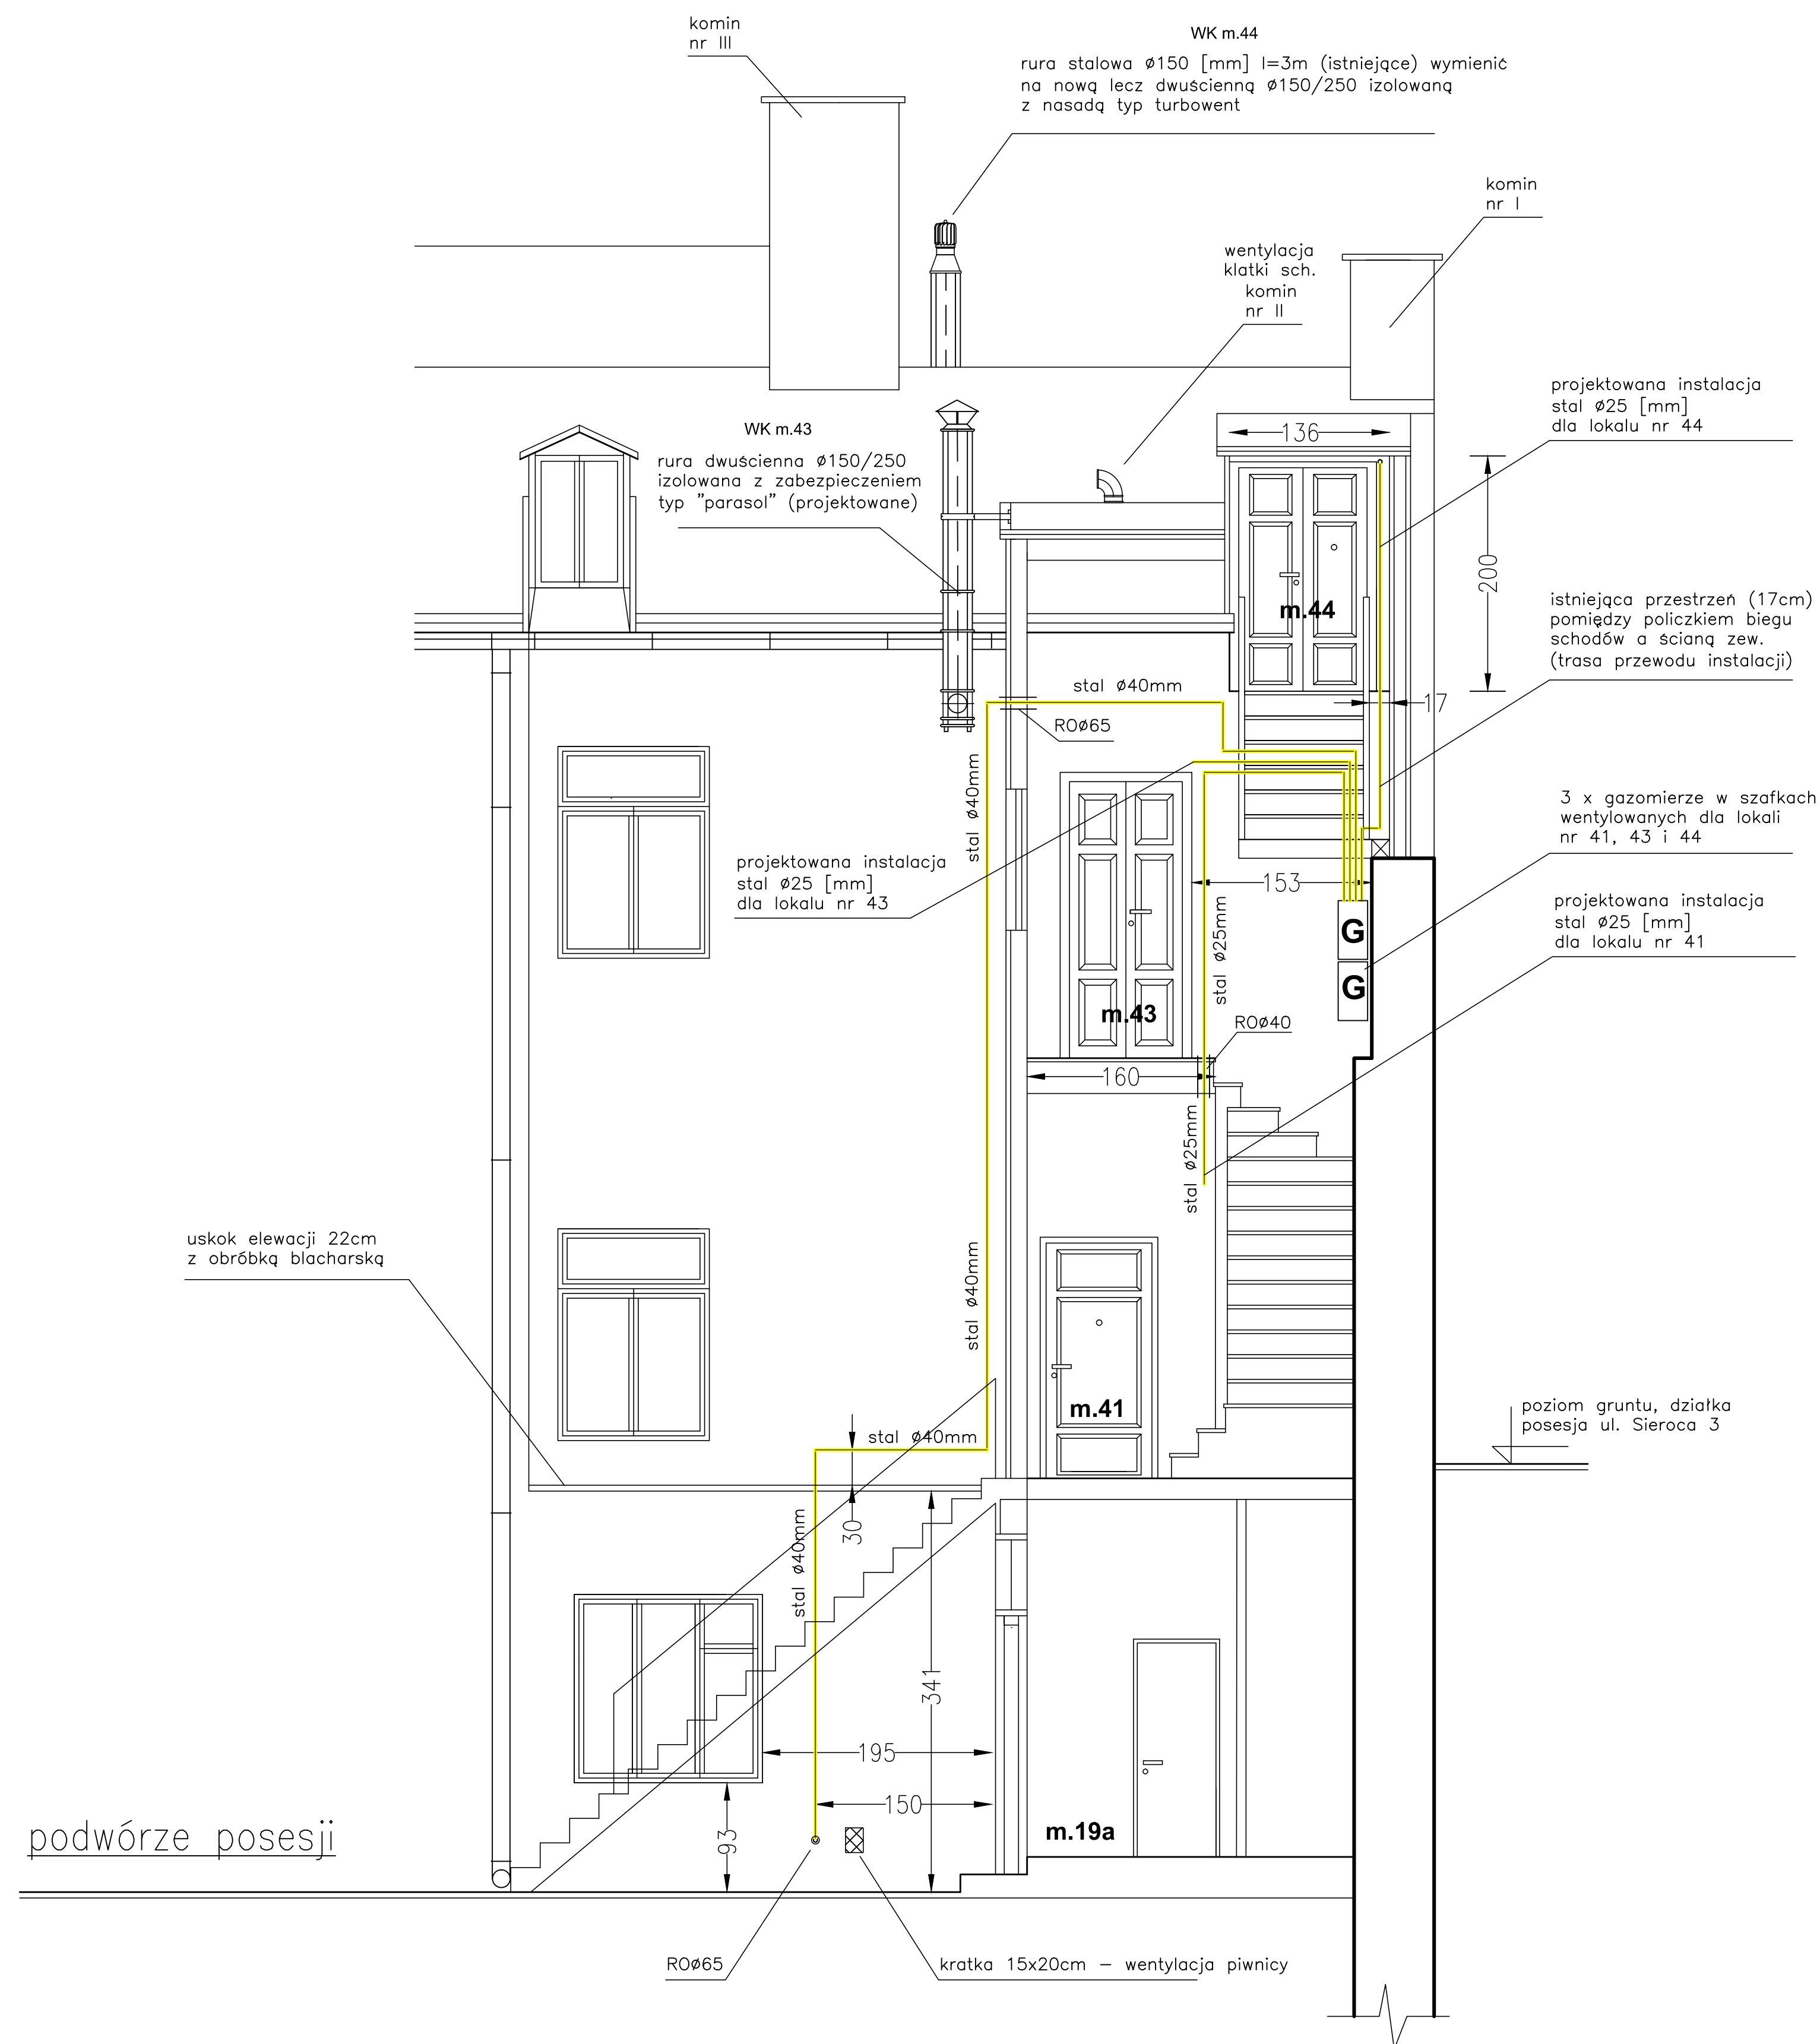 komin
nr III
WK m.44
rura stalowa ø150 [mm] l=3m (istniejące) wymienić
na nową lecz dwuścienną ø150/250 izolowaną
z nasadą typ turbowent
komin
nr I
wentylacja
klatki sch.
komin
nr II
projektowana instalacja
stal ø25 [mm]
dla lokalu nr 44
136
WK m.43
rura dwuścienna ø150/250
izolowana z zabezpieczeniem
typ "parasol" (projektowane)
200
m.44
istniejąca przestrzeń (17cm)
pomiędzy policzkiem biegu
schodów a ścianą zew.
(trasa przewodu instalacji)
stal ø40mm
17
ROø65
stal ø40mm
3 x gazomierze w szafkach
wentylowanych dla lokali
nr 41, 43 i 44
projektowana instalacja
stal ø25 [mm]
dla lokalu nr 43
153
projektowana instalacja
stal ø25 [mm]
dla lokalu nr 41
G
G
stal ø25mm
m.43
ROø40
160
stal ø25mm
uskok elewacji 22cm
z obróbką blacharską
stal ø40mm
m.41
poziom gruntu, działka
posesja ul. Sieroca 3
stal ø40mm
30
stal ø40mm
341
195
150
93
podwórze posesji
m.19a
ROø65
kratka 15x20cm – wentylacja piwnicy